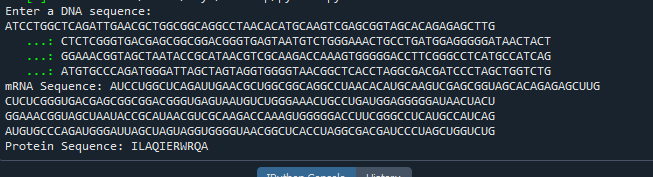 Enter a DNA sequence:
ATCCTGGCTCAGATTGAACGCTGGCGGCAGGCCTAACACATGCAAGTCGAGCGGTAGCACAGAGAGCTTG
...: CTCTCGGGTGACGAGCGGCGGACGGGTGAGTAATGTCTGGGAAACTGCCTGATGGAGGGGGATAACTACT
...: GGAAACGGTAGCTAATACCGCATAACGTCGCAAGACCAAAGTGGGGGACCTTCGGGCCTCATGCCATCAG
...: ATGTGCCCAGATGGGATTAGCTAGTAGGTGGGGTAACGGCTCACCTAGGCGACGATCCCTAGCTGGTCTG
mRNA Sequence: AUCCUGGCUCAGAUUGAACGCUGGCGGCAGGCCUAACACAUGCAAGUCGAGCGGUAGCACAGAGAGCUUG
CUCUCGGGUGACGAGCGGCGGACGGGUGAGUAAUGUCUGGGAAACUGCCUGAUGGAGGGGGAUAACUACU
GGAAACGGUAGCUAAUACCGCAUAACGUCGCAAGACCAAAGUGGGGGACCUUCGGGCCUCAUGCCAUCAG
AUGUGCCCAGAUGGGAUUAGCUAGUAGGUGGGGUAACGGCUCACCUAGGCGACGAUCCCUAGCUGGUCUG
Protein Sequence: ILAQIERWRQA
IPython Console History